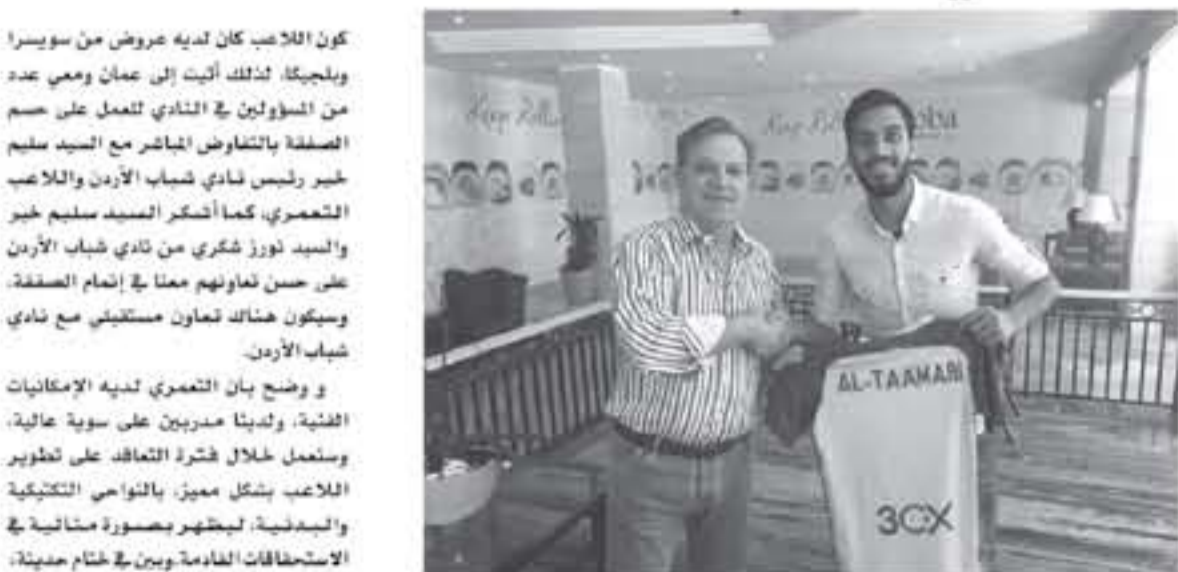 كون اللاعب كان لديه عروض من سويسرا
وبلجيكا، لذلك أتيت إلى عمان ومعي عدد
من المسؤولين في النادي للعمل على حسم
الصفقة بالتفاوض المباشر مع السيد سليم
خير رئيس نادي شباب الأردن واللاعب
التعمري، كما أشكر السيد سليم خير
والسيد نورز شكري من نادي شباب الأردن
على حسن تعاونهم معنا في إتمام الصفقة،
وسيكون هناك تعاون مستقبلي مع نادي
شباب الأردن.
و وضح بأن التعمري لديه الإمكانيات
الفنية، ولدينا مدربين على سوية عالية،
وسنعمل خلال فترة التعاقد على تطوير
اللاعب بشكل مميز، بالنواحي التكتيكية
والبدنية، ليظهر بصورة مثالية في
الاستحقاقات القادمة.وبين في ختام حديثة،
Keep
Keep
AL-TAAMARI
3CX